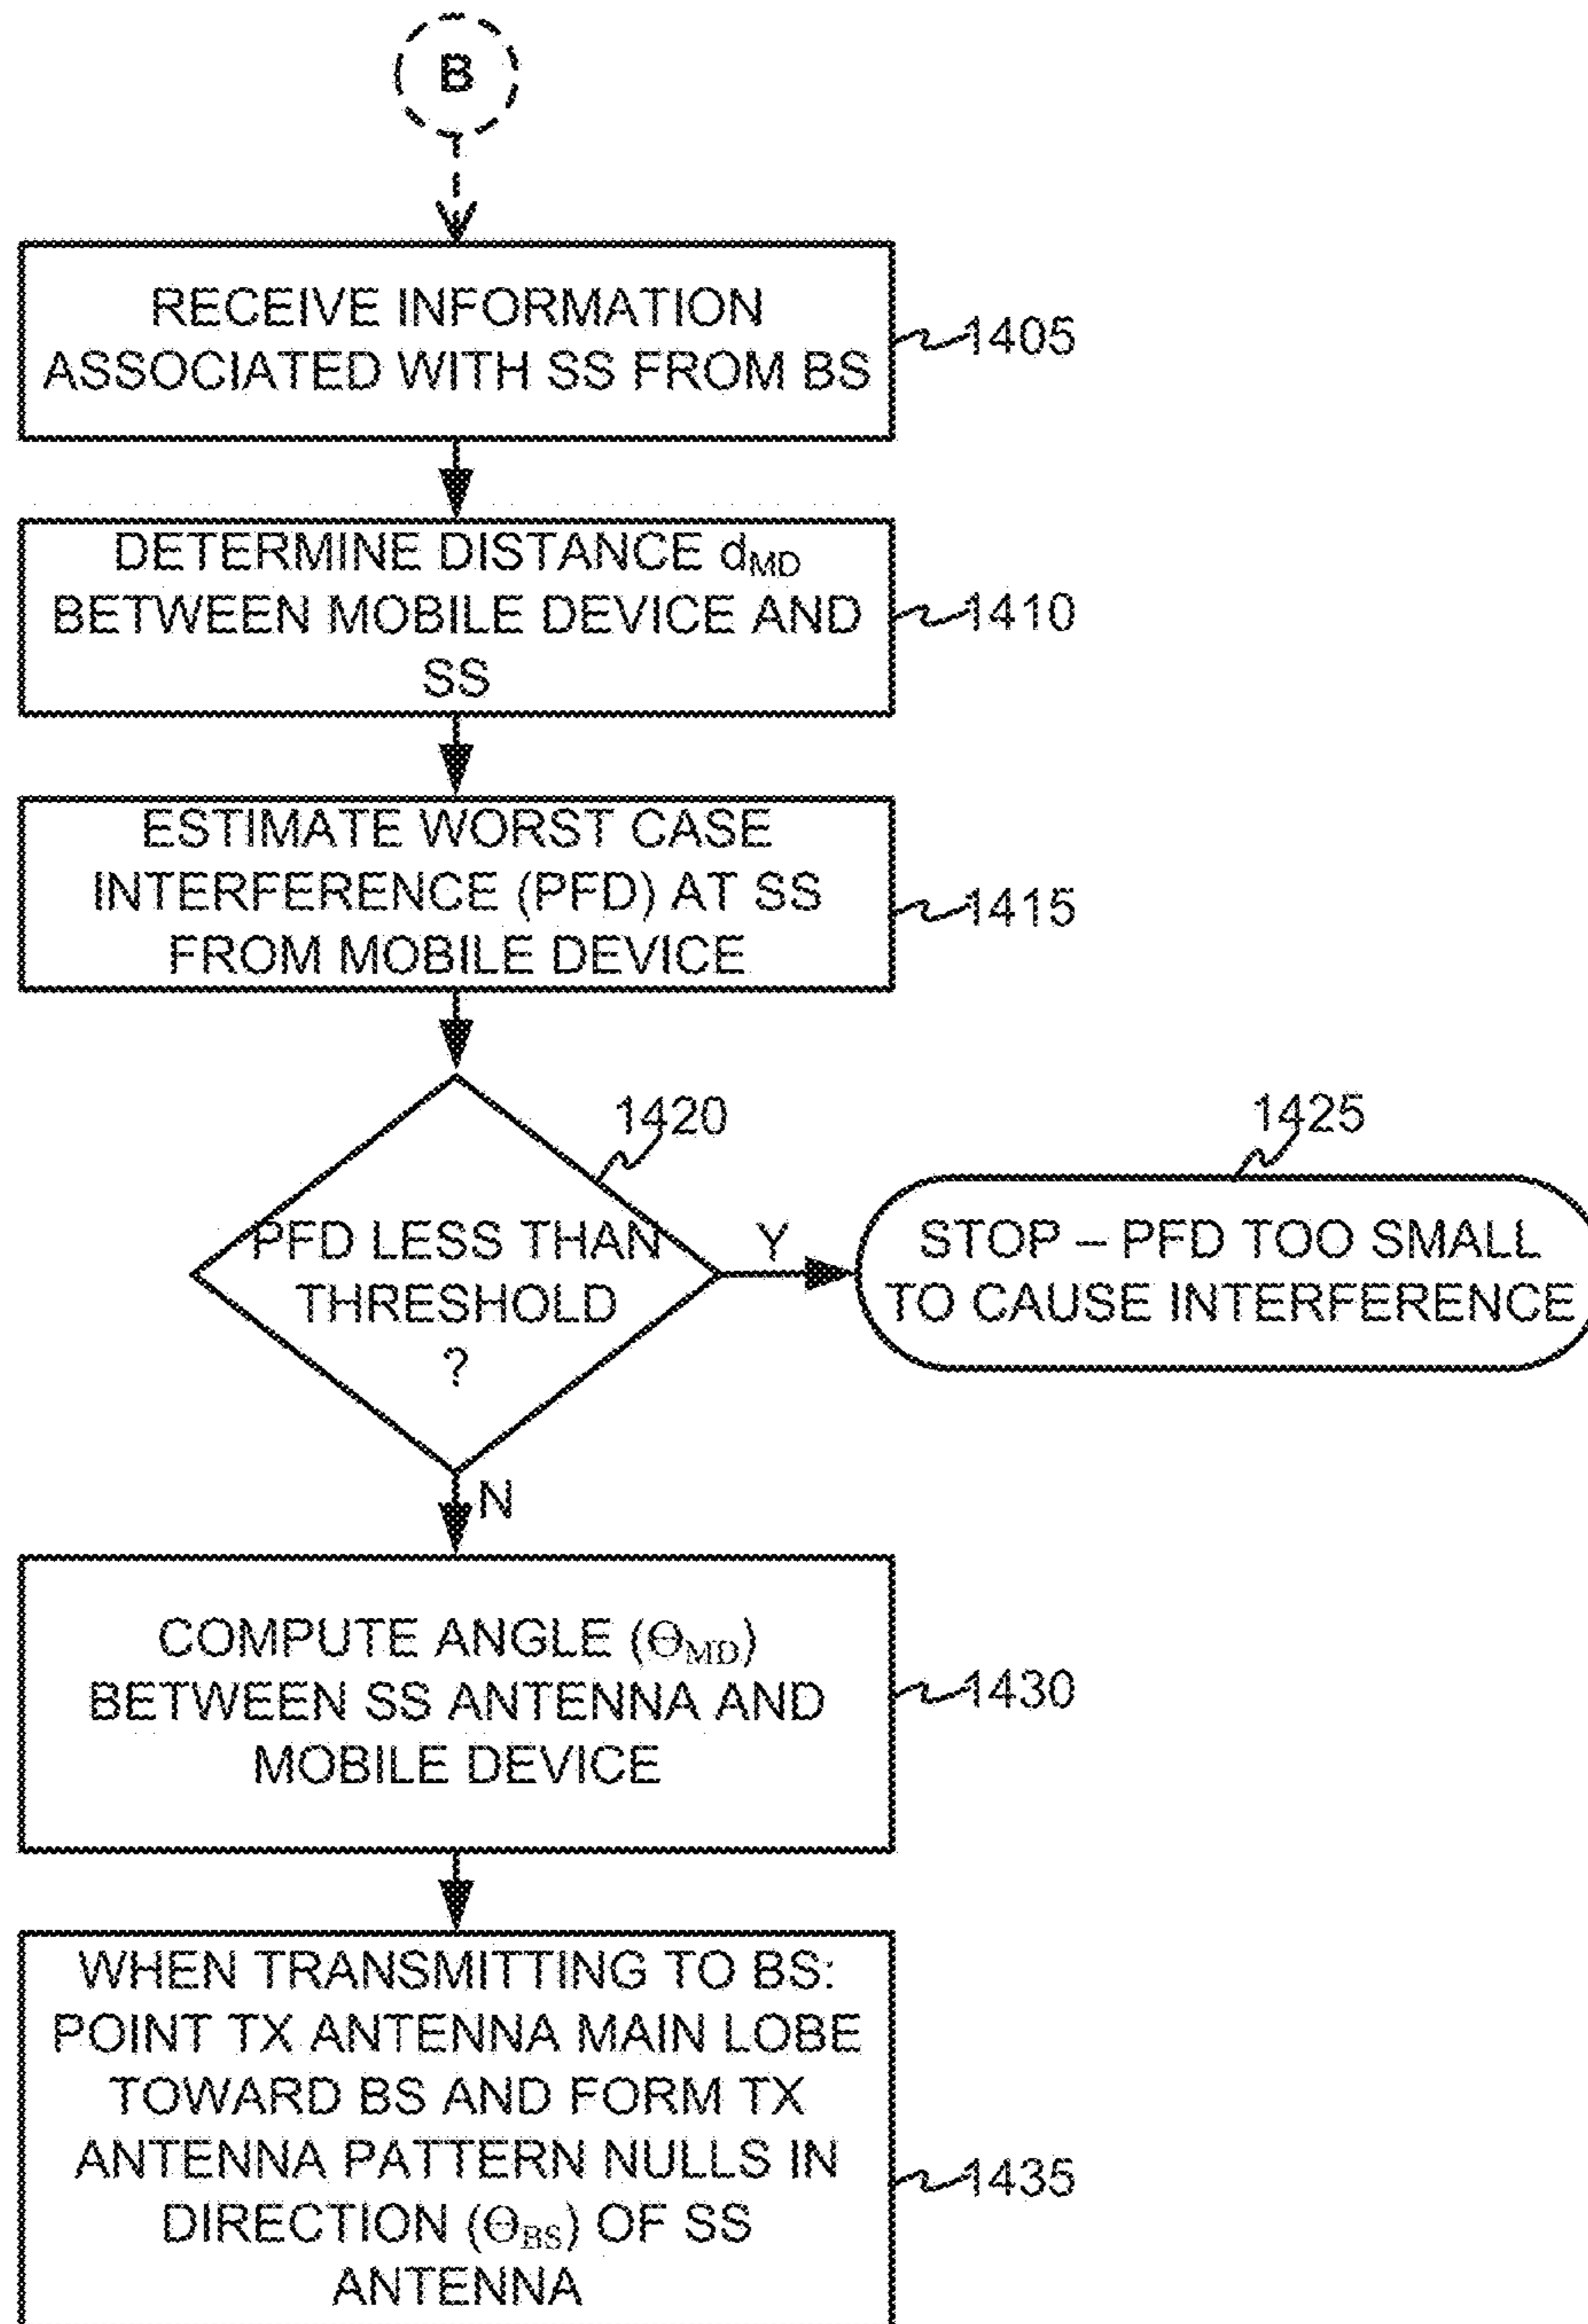 B
RECEIVE INFORMATION
ASSOCIATED WITH SS FROM BS
1405
DETERMINE DISTANCE dMD
BETWEEN MOBILE DEVICE AND
SS
1410
ESTIMATE WORST CASE
INTERFERENCE (PFD) AT SS
FROM MOBILE DEVICE
1415
1420
PFD LESS THAN
THRESHOLD
?
Y
1425
STOP – PFD TOO SMALL
TO CAUSE INTERFERENCE
N
COMPUTE ANGLE (ΘMD)
BETWEEN SS ANTENNA AND
MOBILE DEVICE
1430
WHEN TRANSMITTING TO BS:
POINT TX ANTENNA MAIN LOBE
TOWARD BS AND FORM TX
ANTENNA PATTERN NULLS IN
DIRECTION (ΘBS) OF SS
ANTENNA
1435